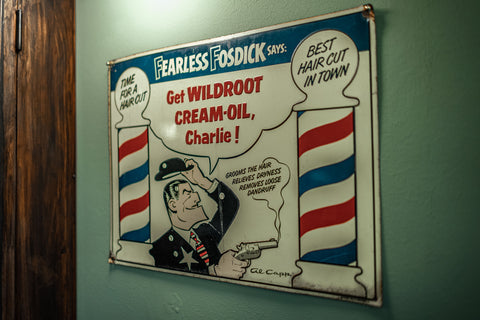 FEARLESS FOSDICK SAYS:
TIME
FOR A
HAIR CUT
Get WILDROOT
CREAM-OIL,
Charlie!
BEST
HAIR CUT
IN TOWN
GROOMS THE HAIR
RELIEVES DRYNESS
REMOVES LOOSE
DANDRUFF
AL CAPP